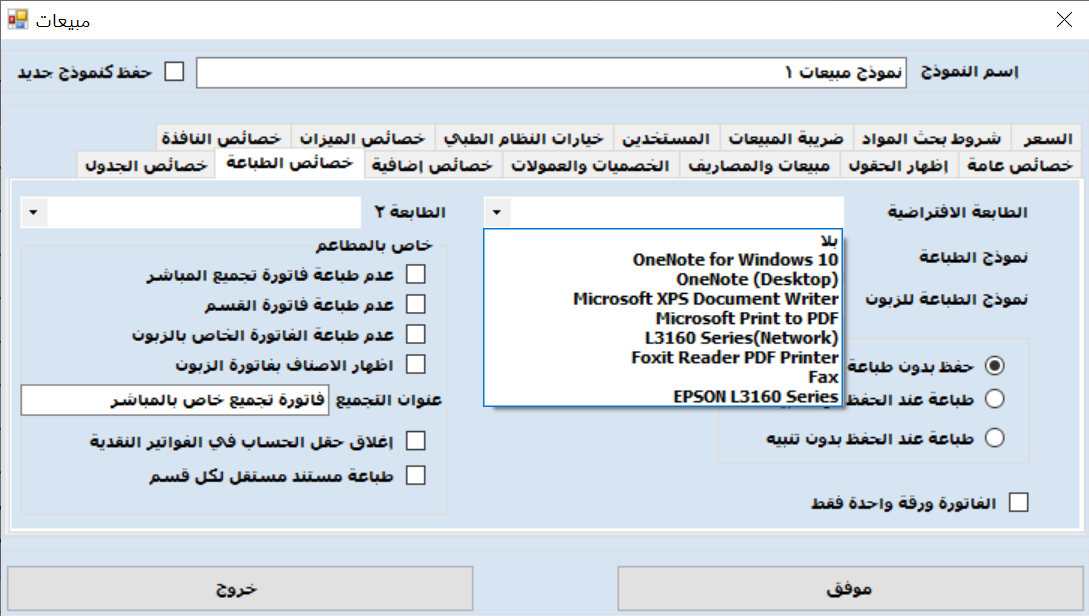 مبيعات
إسم النموذج
نموذج مبيعات ١
حفظ كنموذج جديد
السعر
شروط بحث المواد
ضريبة المبيعات
المستخدين
خيارات النظام الطبي
خصائص الميزان
خصائص النافذة
خصائص عامة
إظهار الحقول
مبيعات والمصاريف
الخصميات والعمولات
خصائص إضافية
خصائص الطباعة
خصائص الجدول
الطابعة الافتراضية
نموذج الطباعة
نموذج الطباعة للزبون
بلا
OneNote for Windows 10
OneNote (Desktop)
Microsoft XPS Document Writer
Microsoft Print to PDF
L3160 Series(Network)
Foxit Reader PDF Printer
Fax
EPSON L3160 Series
حفظ بدون طباعة
طباعة عند الحفظ
طباعة عند الحفظ بدون تنبيه
الفاتورة ورقة واحدة فقط
الطابعة ٢
خاص بالمطاعم
عدم طباعة فاتورة تجميع المباشر
عدم طباعة فاتورة القسم
عدم طباعة الفاتورة الخاص بالزبون
اظهار الاصناف بفاتورة الزبون
عنوان التجميع
فاتورة تجميع خاص بالمباشر
إغلاق حقل الحساب في الفواتير النقدية
طباعة مستند مستقل لكل قسم
موفق
خروج